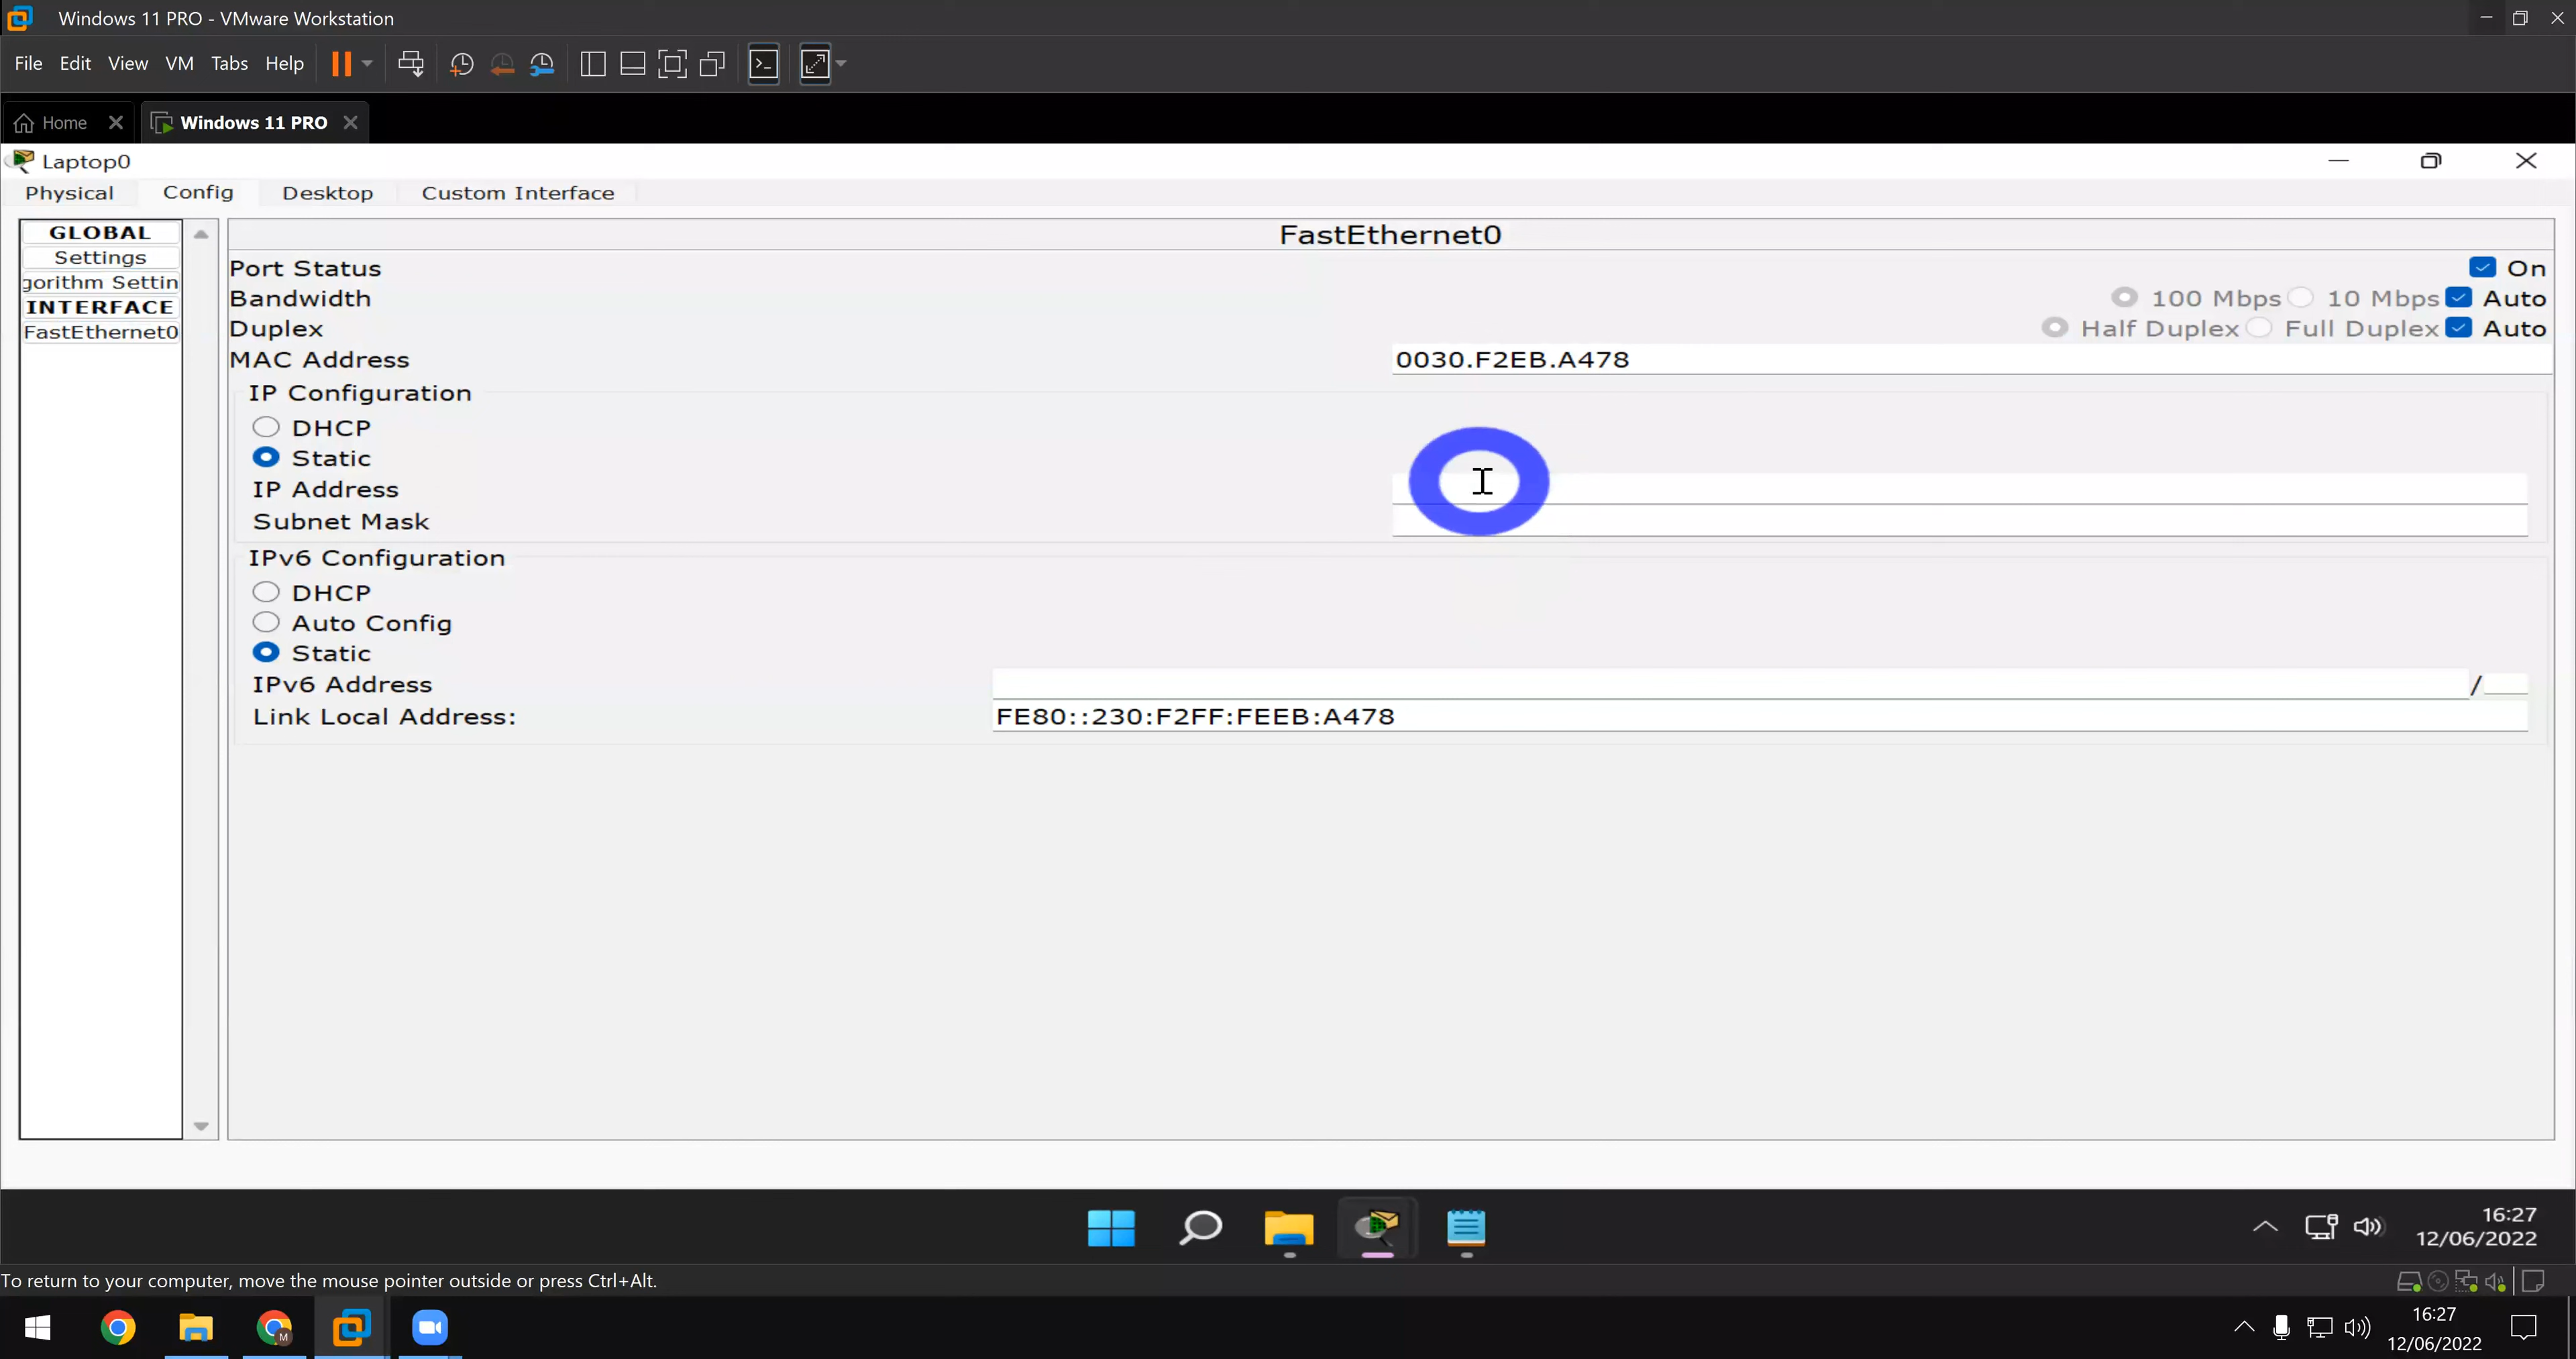 Windows 11 PRO - VMware Workstation
File Edit View VM Tabs Help
Home Windows 11 PRO
Laptop0
Physical Config Desktop Custom Interface
GLOBAL
Settings
gorithm Settin
INTERFACE
FastEthernet0
FastEthernet0
Port Status On
Bandwidth 100 Mbps 10 Mbps Auto
Duplex Half Duplex Full Duplex Auto
MAC Address 0030.F2EB.A478
IP Configuration
DHCP
Static
IP Address
Subnet Mask
IPv6 Configuration
DHCP
Auto Config
Static
IPv6 Address /
Link Local Address: FE80::230:F2FF:FEEB:A478
16:27
12/06/2022
To return to your computer, move the mouse pointer outside or press Ctrl+Alt.
M
16:27
12/06/2022